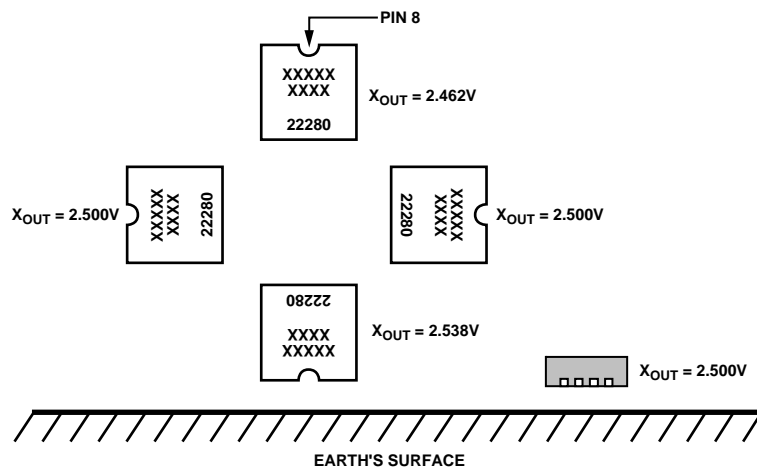 PIN 8
XXXXX
XXXX
22280
XOUT = 2.462V
XOUT = 2.500V
XXXXX
XXXX
22280
22280
XXXX
XXXXX
XOUT = 2.500V
22280
XXXX
XXXXX
XOUT = 2.538V
XOUT = 2.500V
EARTH'S SURFACE